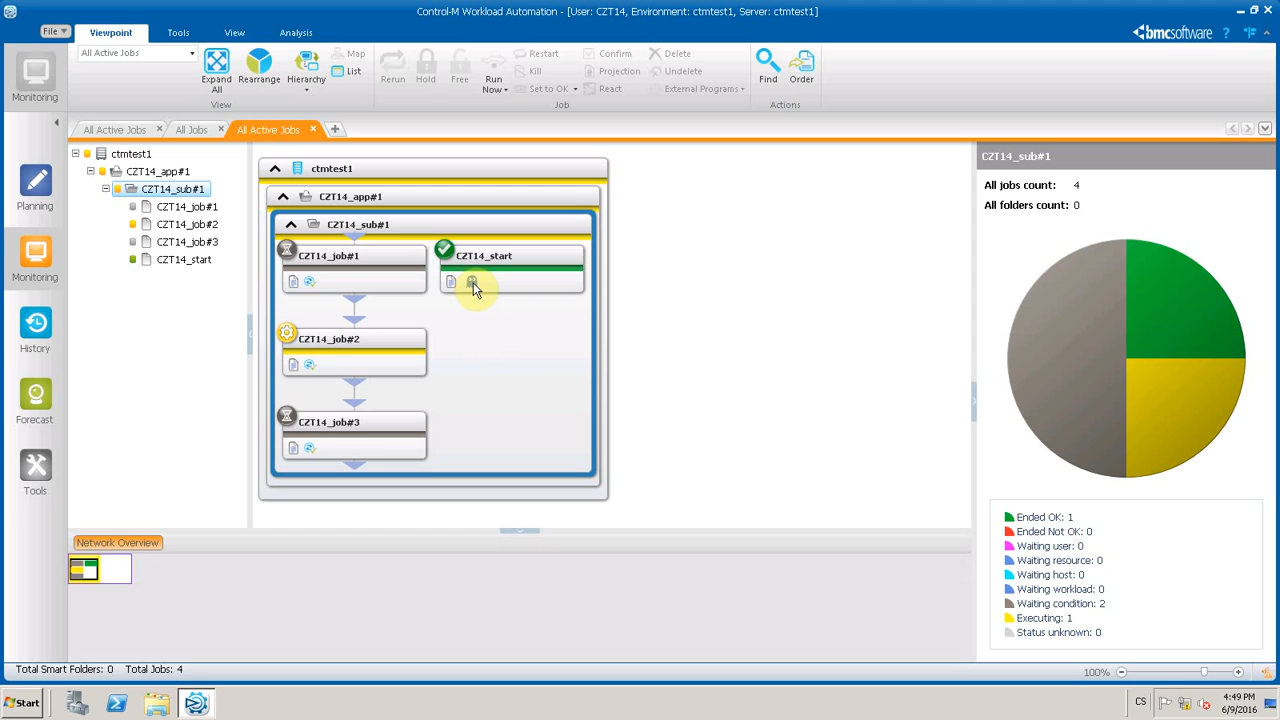 Control-M Workload Automation - [User: CZT14, Environment: ctmtest1, Server: ctmtest1]
File
Viewpoint
Tools
View
Analysis
bmcsoftware
?
All Active Jobs
Expand All
Rearrange
Hierarchy
Map
List
View
Rerun
Hold
Free
Run Now
Restart
Kill
Set to OK
Confirm
Projection
React
Delete
Undelete
External Programs
Job
Find
Order
Actions
Monitoring
Planning
Monitoring
History
Forecast
Tools
All Active Jobs
All Jobs
All Active Jobs
ctmtest1
CZT14_app#1
CZT14_sub#1
CZT14_job#1
CZT14_job#2
CZT14_job#3
CZT14_start
ctmtest1
CZT14_app#1
CZT14_sub#1
CZT14_job#1
CZT14_start
CZT14_job#2
CZT14_job#3
CZT14_sub#1
All jobs count: 4
All folders count: 0
Ended OK: 1
Ended Not OK: 0
Waiting user: 0
Waiting resource: 0
Waiting host: 0
Waiting workload: 0
Waiting condition: 2
Executing: 1
Status unknown: 0
Network Overview
Total Smart Folders: 0 Total Jobs: 4
100%
Start
CS
4:49 PM
6/9/2016